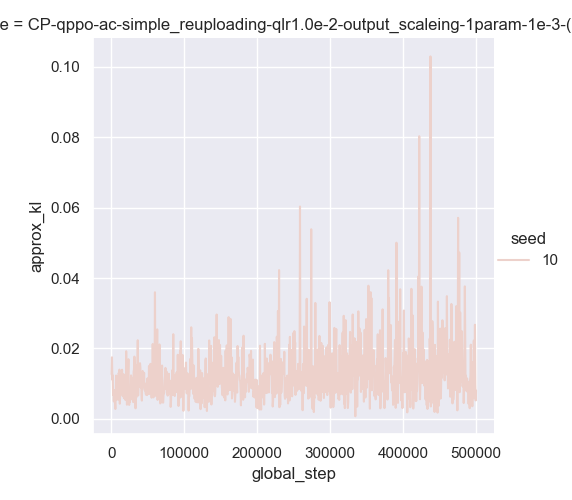 e = CP-qppo-ac-simple_reuploading-qlr1.0e-2-output_scaleing-1param-1e-3-(
0.10
0.08
0.06
0.04
0.02
0.00
approx_kl
0 100000 200000 300000 400000 500000
global_step
seed
10